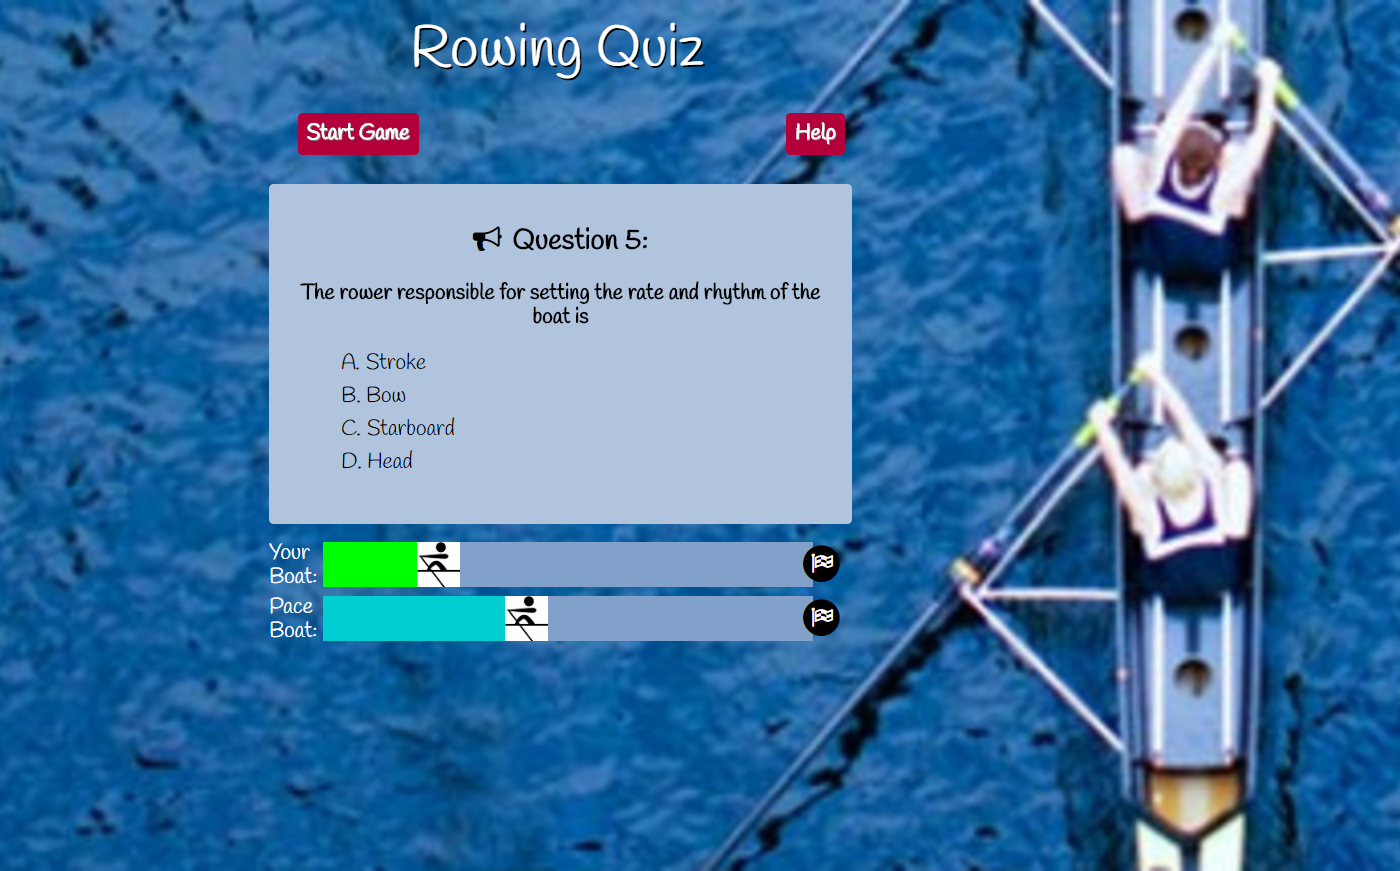 Rowing Quiz
Start Game
Help
Question 5:
The rower responsible for setting the rate and rhythm of the
boat is
A. Stroke
B. Bow
C. Starboard
D. Head
Your
Boat:
Pace
Boat: